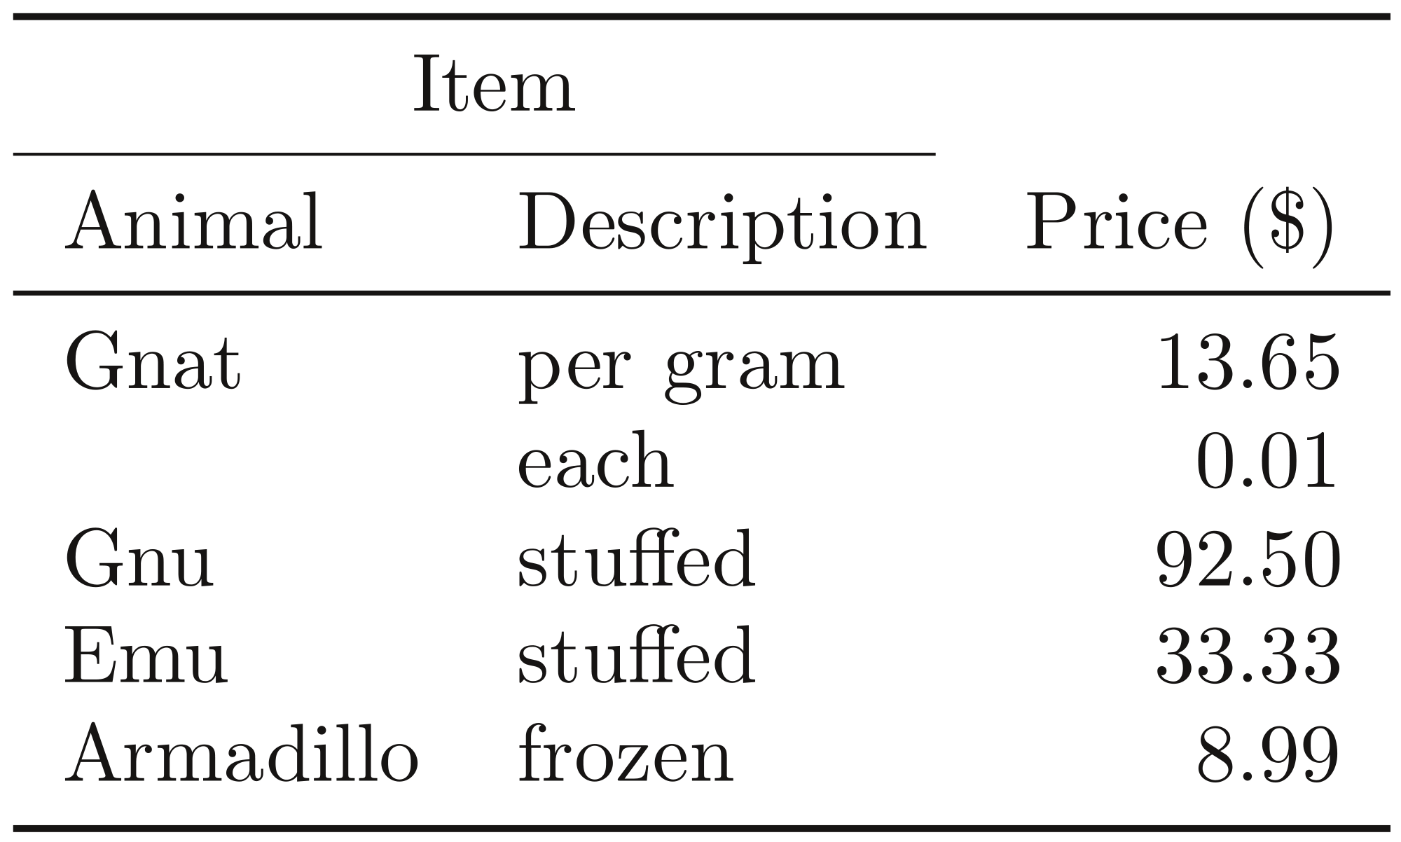 Item
Animal Description Price ($)
Gnat per gram 13.65
each 0.01
Gnu stuffed 92.50
Emu stuffed 33.33
Armadillo frozen 8.99